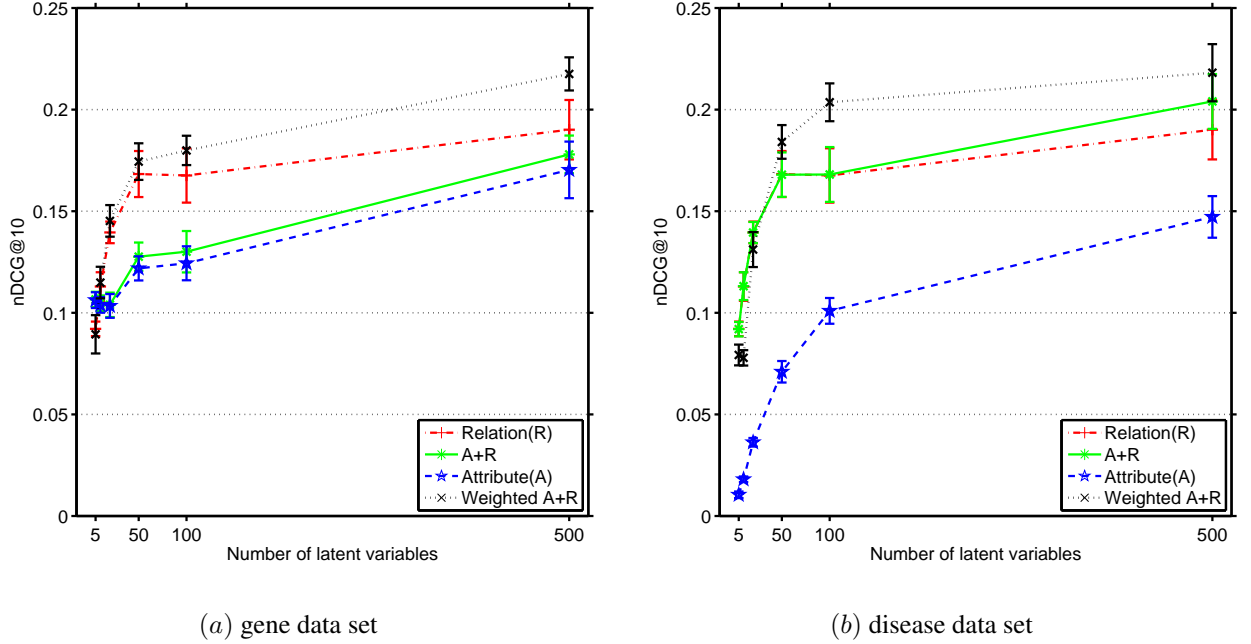 0.25
0.2
0.15
0.1
0.05
0
nDCG@10
5 50 100 500
Number of latent variables
Relation(R)
A+R
Attribute(A)
Weighted A+R
(a) gene data set
0.25
0.2
0.15
0.1
0.05
0
nDCG@10
5 50 100 500
Number of latent variables
Relation(R)
A+R
Attribute(A)
Weighted A+R
(b) disease data set